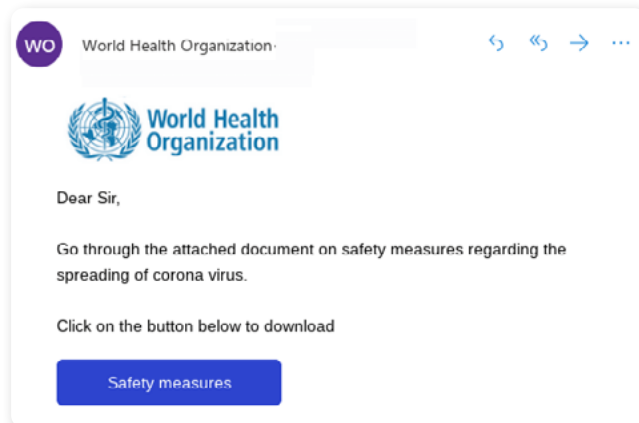 WO
World Health Organization
World Health
Organization
Dear Sir,
Go through the attached document on safety measures regarding the
spreading of corona virus.
Click on the button below to download
Safety measures